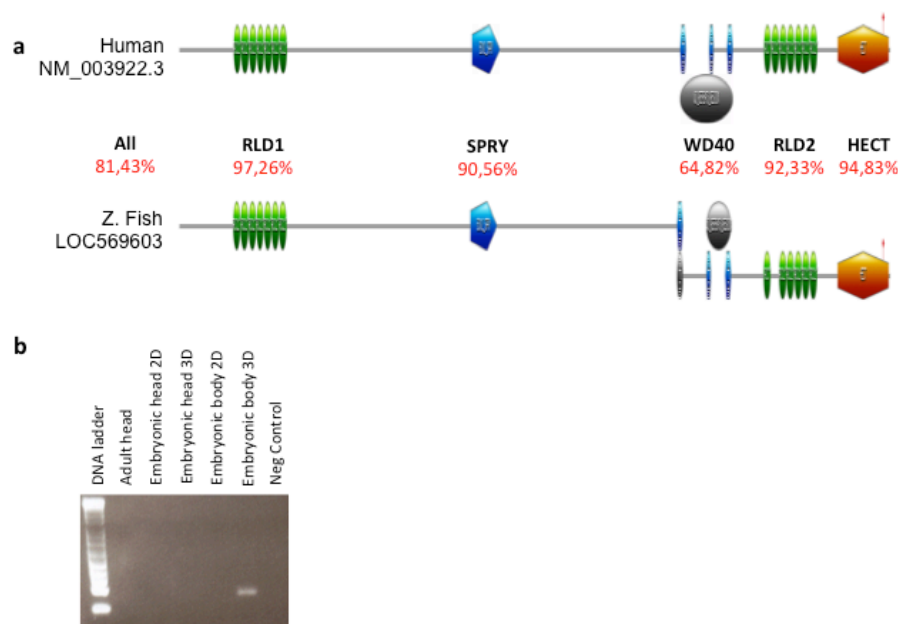 a
Human
NM_003922.3
All
RLD1
SPRY
WD40
RLD2
HECT
81,43%
97,26%
90,56%
64,82%
92,33%
94,83%
Z. Fish
LOC569603
b
DNA ladder
Adult head
Embryonic head 2D
Embryonic head 3D
Embryonic body 2D
Embryonic body 3D
Neg Control